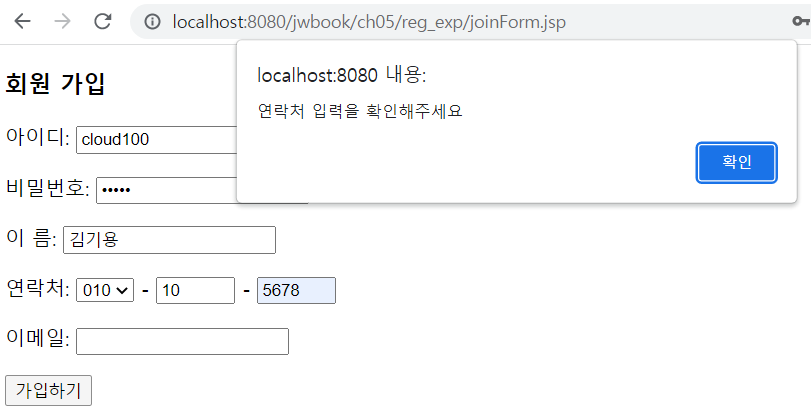 localhost:8080/jwbook/ch05/reg_exp/joinForm.jsp
localhost:8080 내용:
연락처 입력을 확인해주세요
확인
회원 가입
아이디: cloud100
비밀번호: •••••
이 름: 김기용
연락처: 010 - 10 - 5678
이메일:
가입하기